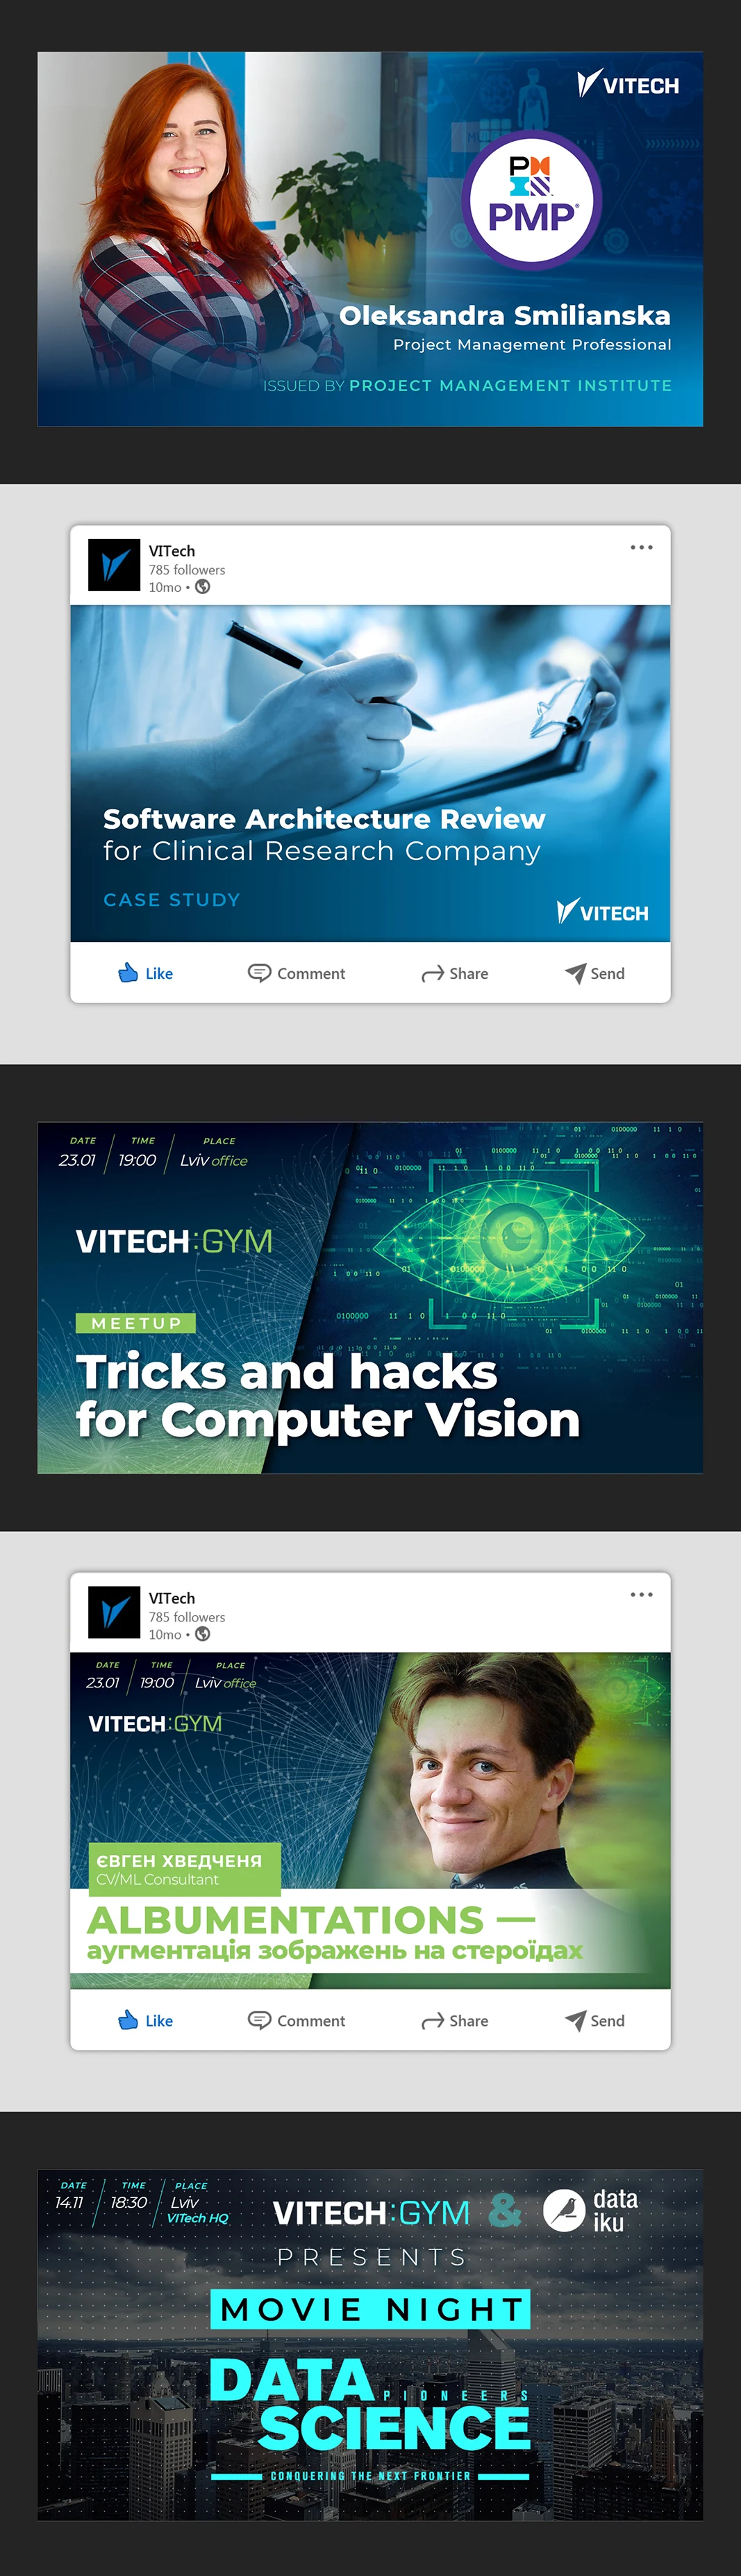 VITECH
PMP®
Oleksandra Smilianska
Project Management Professional
ISSUED BY PROJECT MANAGEMENT INSTITUTE
VITech
785 followers
10mo •
Software Architecture Review
for Clinical Research Company
CASE STUDY
VITECH
Like Comment Share Send
DATE TIME PLACE
23.01 19:00 Lviv office
VITECH:GYM
MEETUP
Tricks and hacks
for Computer Vision
VITech
785 followers
10mo •
DATE TIME PLACE
23.01 19:00 Lviv office
VITECH:GYM
ЄВГЕН ХВЕДЧЕНЯ
CV/ML Consultant
ALBUMENTATIONS —
аугментація зображень на стероїдах
Like Comment Share Send
DATE TIME PLACE
14.11 18:30 Lviv
VITech HQ
VITECH:GYM & data
iku
PRESENTS
MOVIE NIGHT
DATA PIONEERS
SCIENCE
CONQUERING THE NEXT FRONTIER